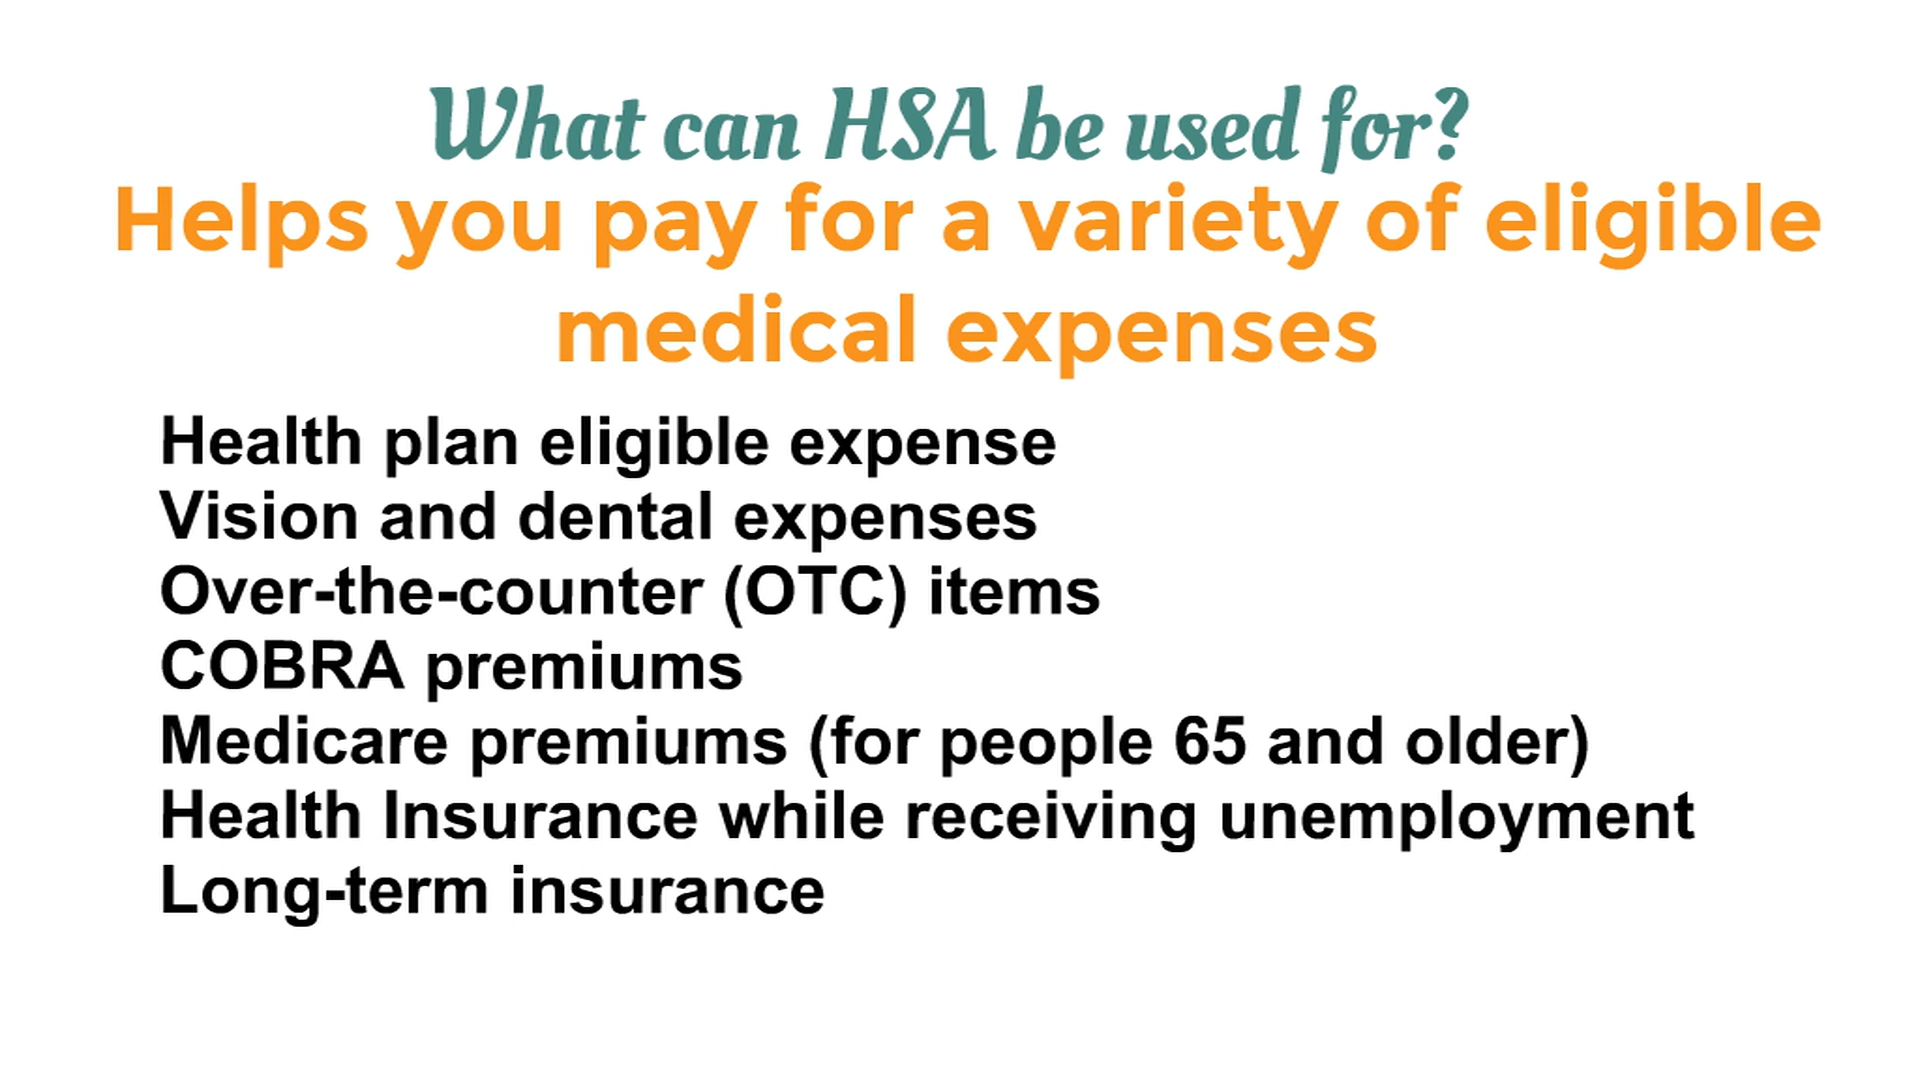 What can HSA be used for?
Helps you pay for a variety of eligible
medical expenses
Health plan eligible expense
Vision and dental expenses
Over-the-counter (OTC) items
COBRA premiums
Medicare premiums (for people 65 and older)
Health Insurance while receiving unemployment
Long-term insurance